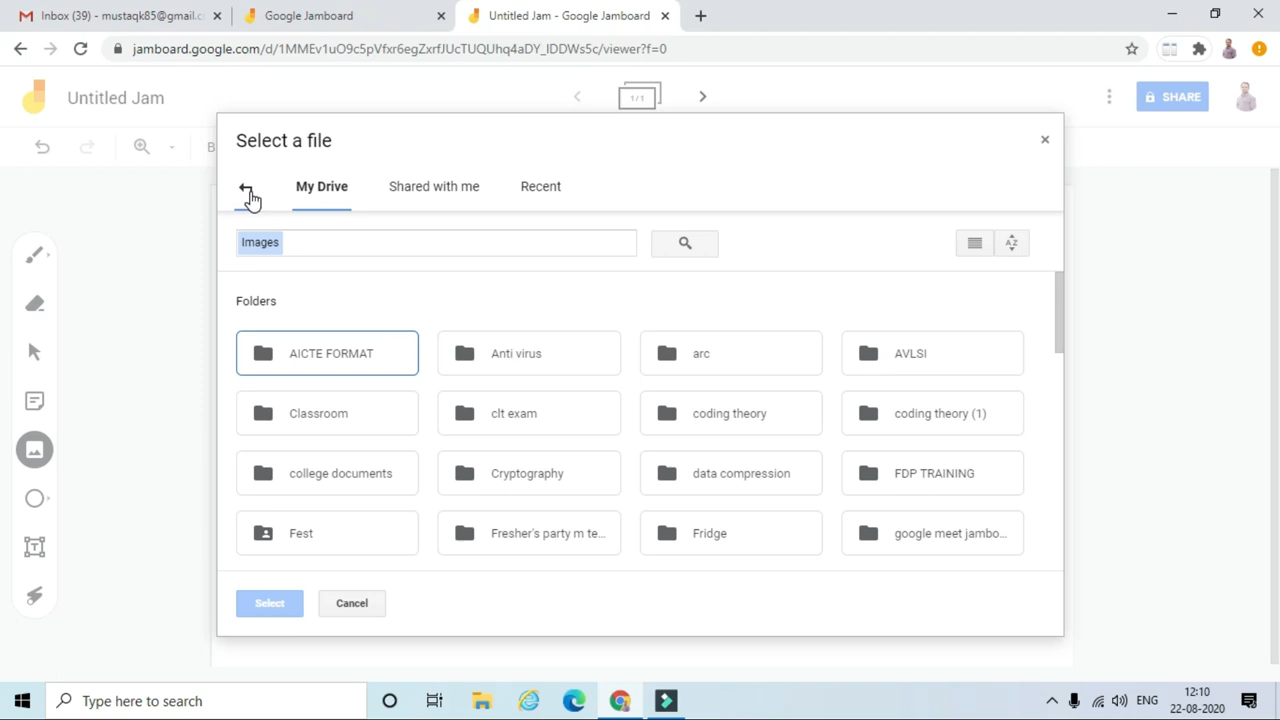 Inbox (39) - mustaqk85@gmail.c
Google Jamboard
Untitled Jam - Google Jamboard
jamboard.google.com/d/1MMEv1uO9c5pVfxr6egZxrfJUcTUQUhq4aDY_lDDWs5c/viewer?f=0
Untitled Jam
1/1
SHARE
B
Select a file
My Drive
Shared with me
Recent
Images
AZ
Folders
AICTE FORMAT
Anti virus
arc
AVLSI
Classroom
clt exam
coding theory
coding theory (1)
college documents
Cryptography
data compression
FDP TRAINING
Fest
Fresher's party m te...
Fridge
google meet jambo...
Select
Cancel
T
Type here to search
ENG
12:10
22-08-2020